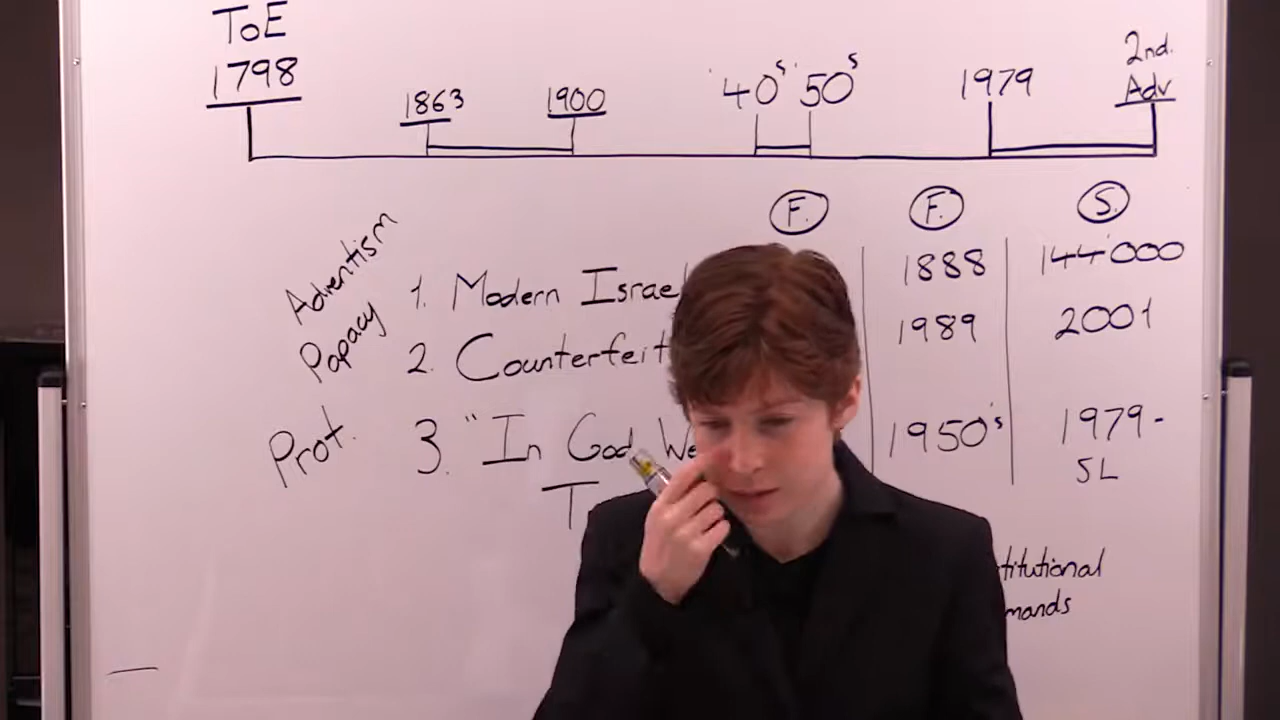 ToE 2nd.
1798 1863 1900 '40s '50s 1979 Adv
F. F. S.
Adventism 1. Modern Israel 1888 144'000
Papacy 2. Counterfeit 1989 2001
Prot. 3. "In God We 1950's 1979-
T SL
titutional
mands